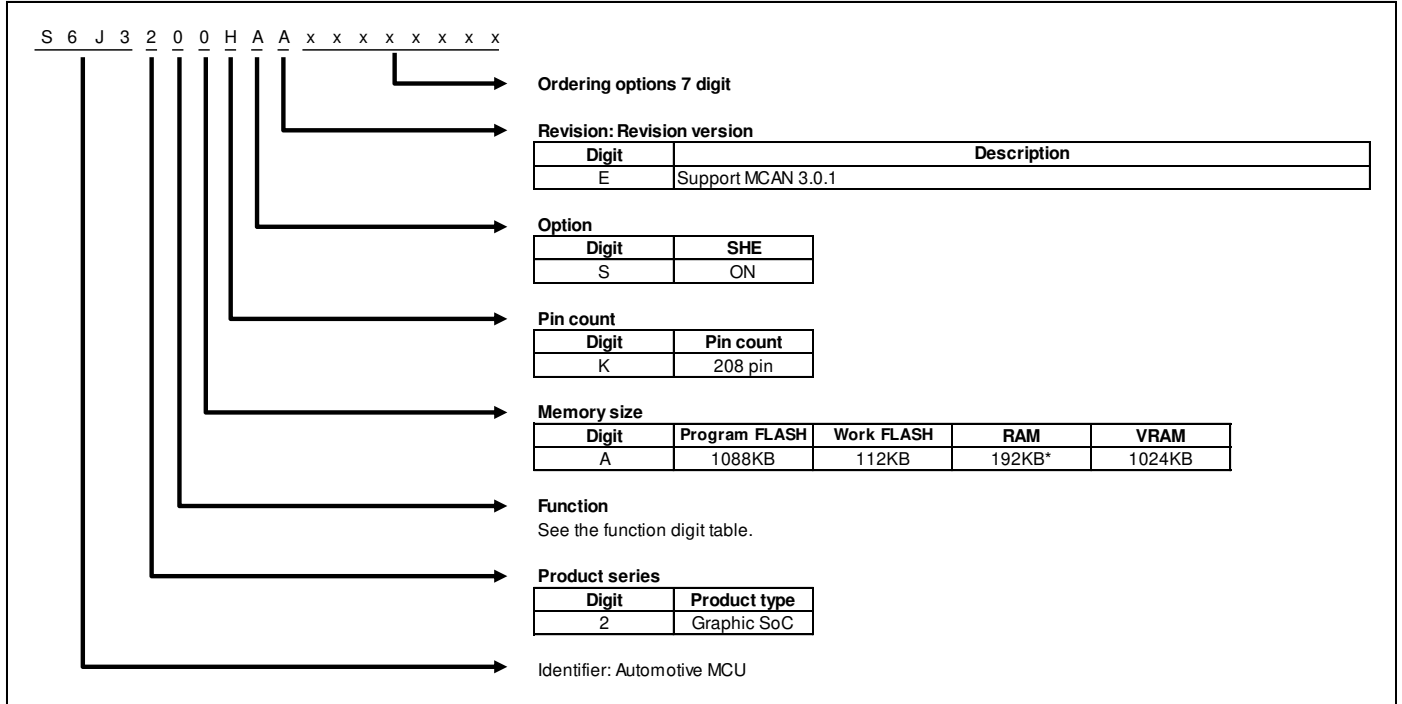 S 6 J 3 2 0 0 H A A x x x x x x x x
Ordering options 7 digit
Revision: Revision version
Digit Description
E Support MCAN 3.0.1
Option
Digit SHE
S ON
Pin count
Digit Pin count
K 208 pin
Memory size
Digit Program FLASH Work FLASH RAM VRAM
A 1088KB 112KB 192KB* 1024KB
Function
See the function digit table.
Product series
Digit Product type
2 Graphic SoC
Identifier: Automotive MCU